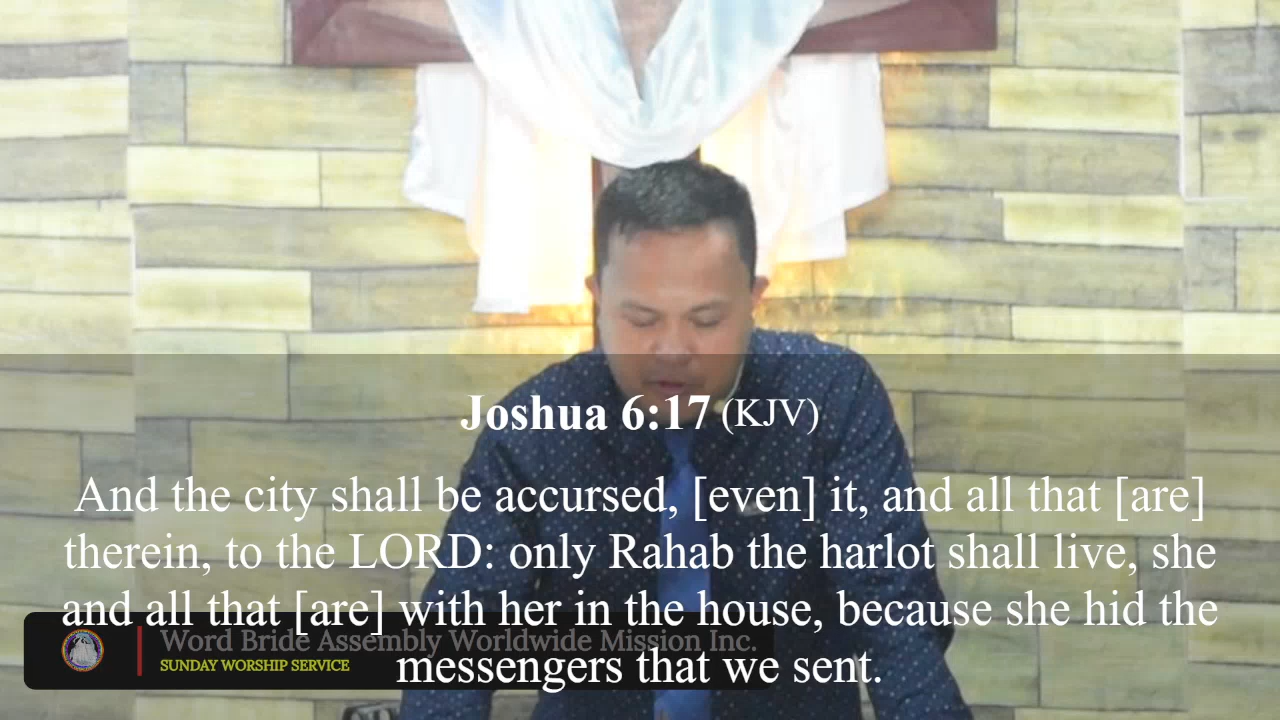 Joshua 6:17 (KJV)
And the city shall be accursed, [even] it, and all that [are]
therein, to the LORD: only Rahab the harlot shall live, she
and all that [are] with her in the house, because she hid the
messengers that we sent.
Word Bride Assembly Worldwide Mission Inc.
SUNDAY WORSHIP SERVICE